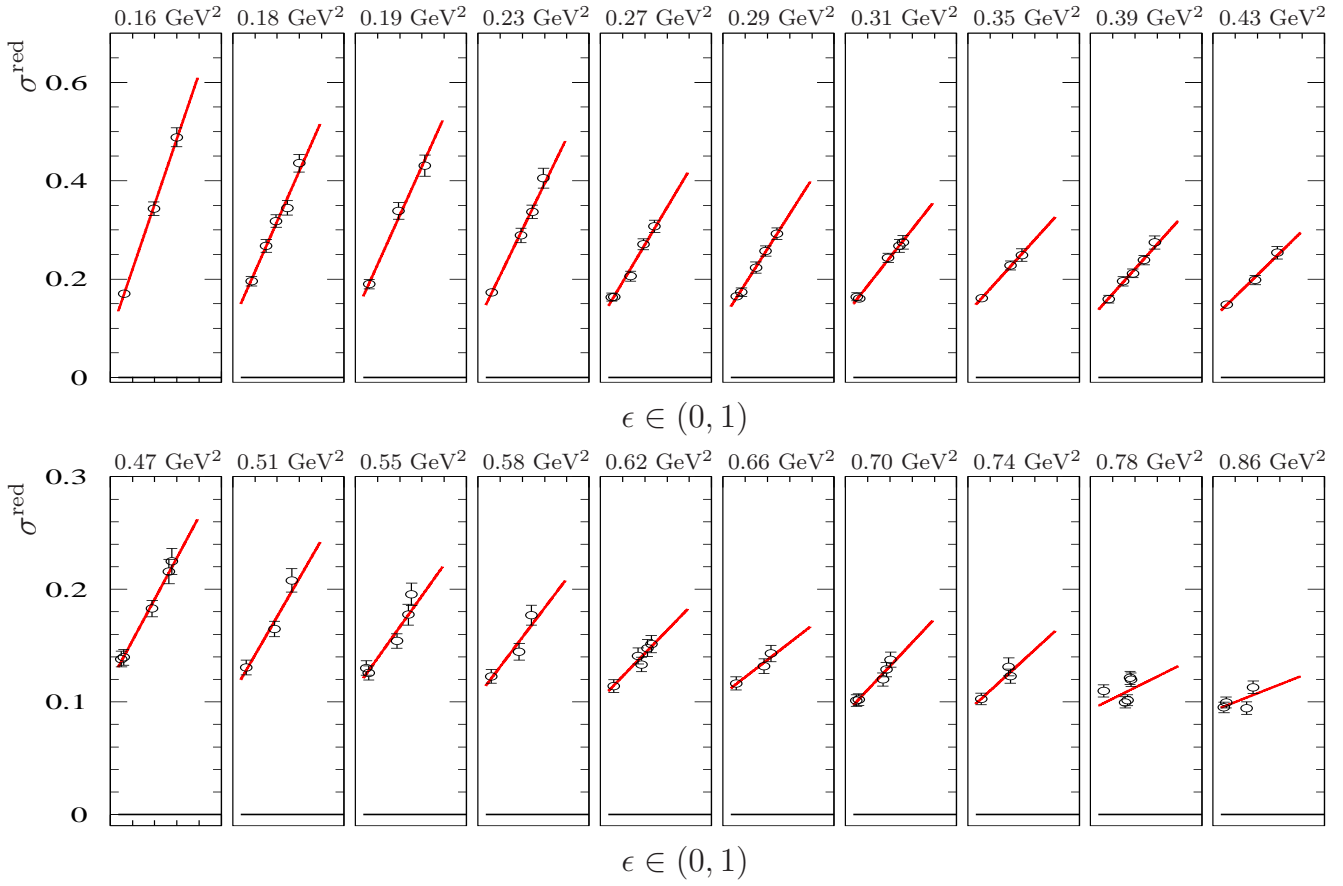 0.16 GeV² 0.18 GeV² 0.19 GeV² 0.23 GeV² 0.27 GeV² 0.29 GeV² 0.31 GeV² 0.35 GeV² 0.39 GeV² 0.43 GeV²
σ^red
0.6
0.4
0.2
0
ϵ ∈ (0, 1)
0.47 GeV² 0.51 GeV² 0.55 GeV² 0.58 GeV² 0.62 GeV² 0.66 GeV² 0.70 GeV² 0.74 GeV² 0.78 GeV² 0.86 GeV²
σ^red
0.3
0.2
0.1
0
ϵ ∈ (0, 1)